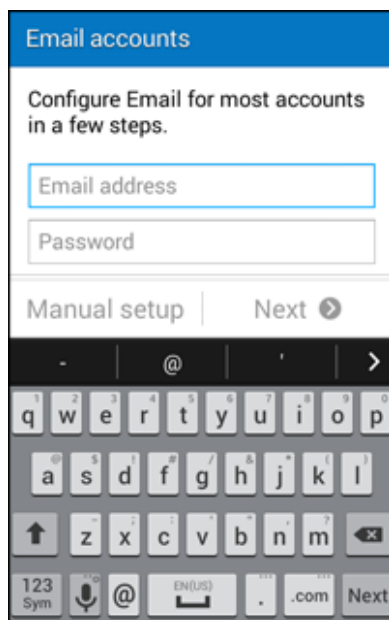 Email accounts
Configure Email for most accounts
in a few steps.
Email address
Password
Manual setup Next
- @ '
1 2 3 4 5 6 7 8 9 0
q w e r t y u i o p
@ $ ! # / & * ( )
a s d f g h j k l
z x c v b n m
123 @ EN(US) . .com Next
Sym